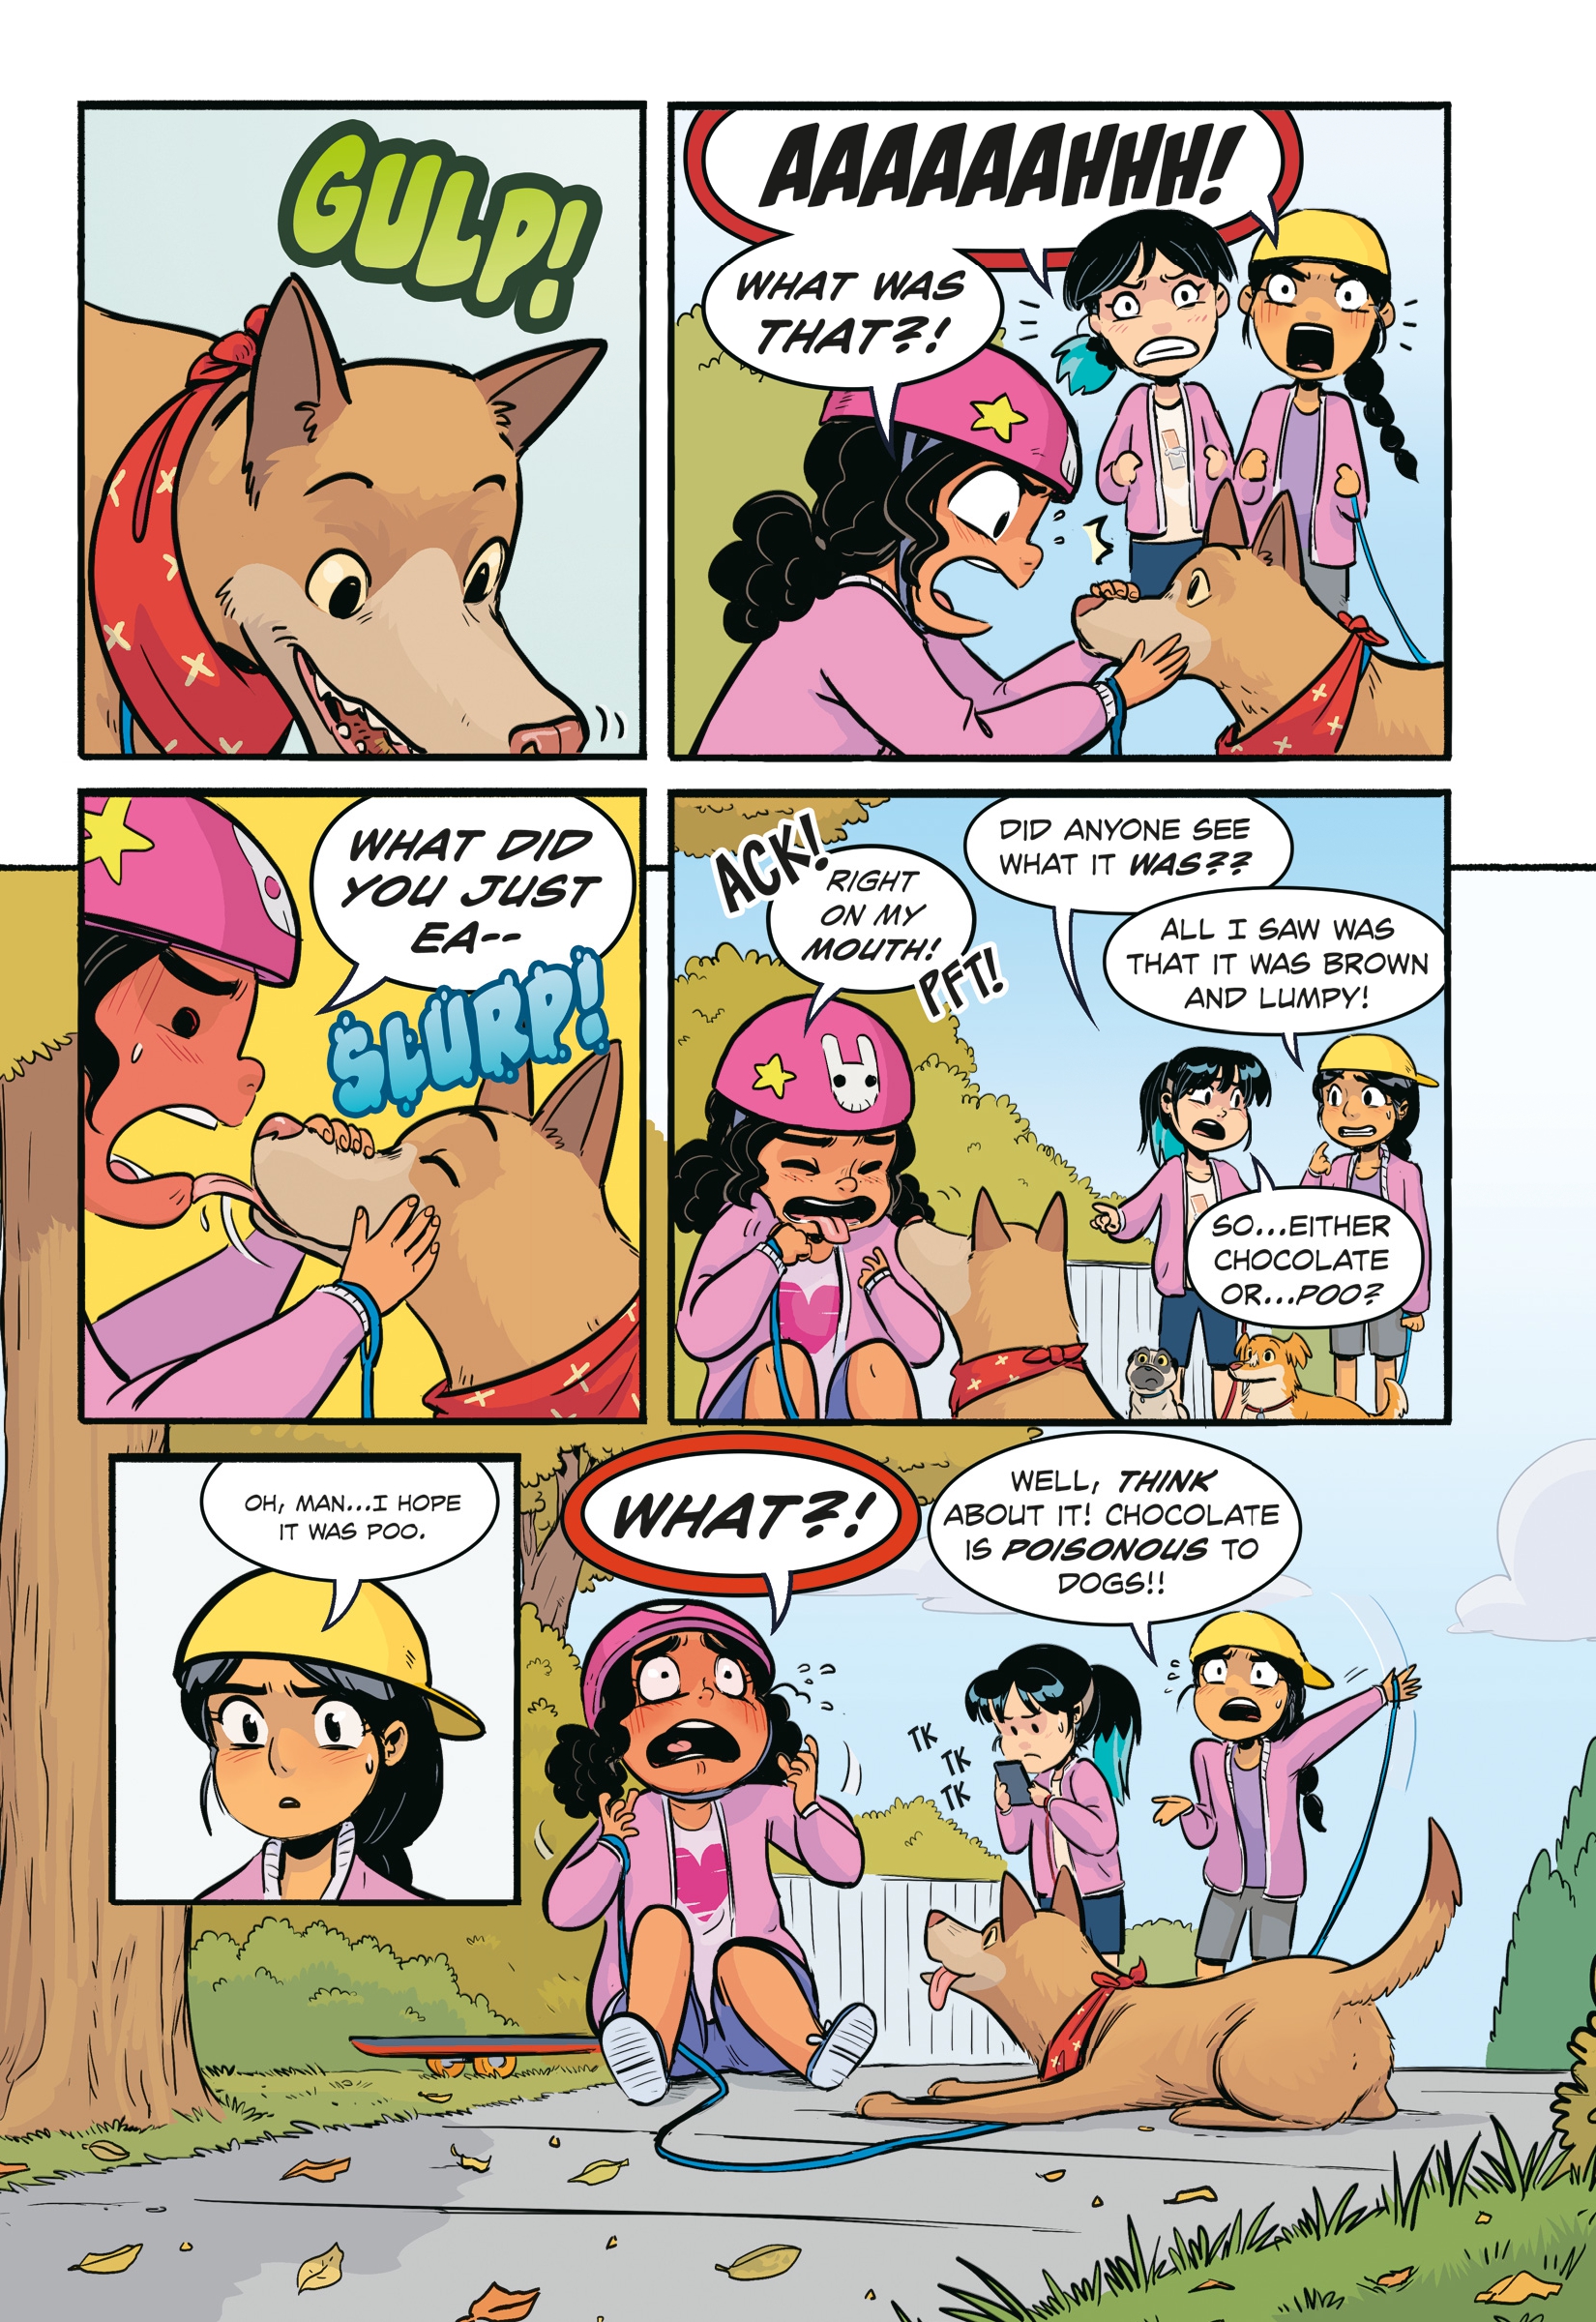 GULP!
AAAAAAHHH!
WHAT WAS
THAT?!
WHAT DID
YOU JUST
EA--
SLURP!
ACK!
RIGHT
ON MY
MOUTH!
PFT!
DID ANYONE SEE
WHAT IT WAS??
ALL I SAW WAS
THAT IT WAS BROWN
AND LUMPY!
SO...EITHER
CHOCOLATE
OR...POO?
OH, MAN...I HOPE
IT WAS POO.
WHAT?!
WELL, THINK
ABOUT IT! CHOCOLATE
IS POISONOUS TO
DOGS!!
TK
TK
TK